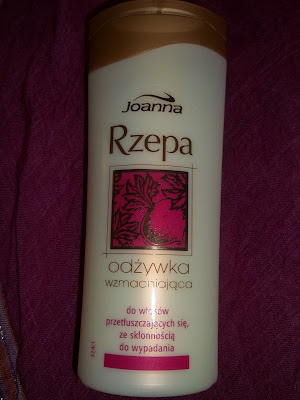 Joanna
Rzepa
odżywka
wzmacniająca
do włosów
przetłuszczających się,
ze skłonnością
do wypadania